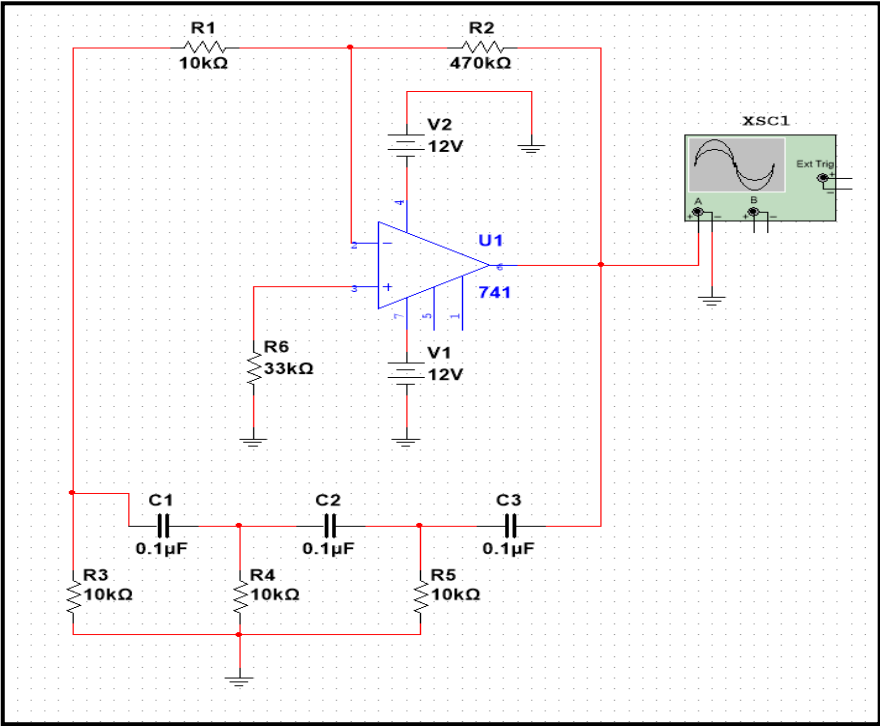 R1
10kΩ
R2
470kΩ
V2
12V
XSC1
Ext Trig
+
−
A
B
+ −
+ −
4
2
−
U1
6
741
3
+
7
5
1
R6
33kΩ
V1
12V
C1
0.1µF
C2
0.1µF
C3
0.1µF
R3
10kΩ
R4
10kΩ
R5
10kΩ